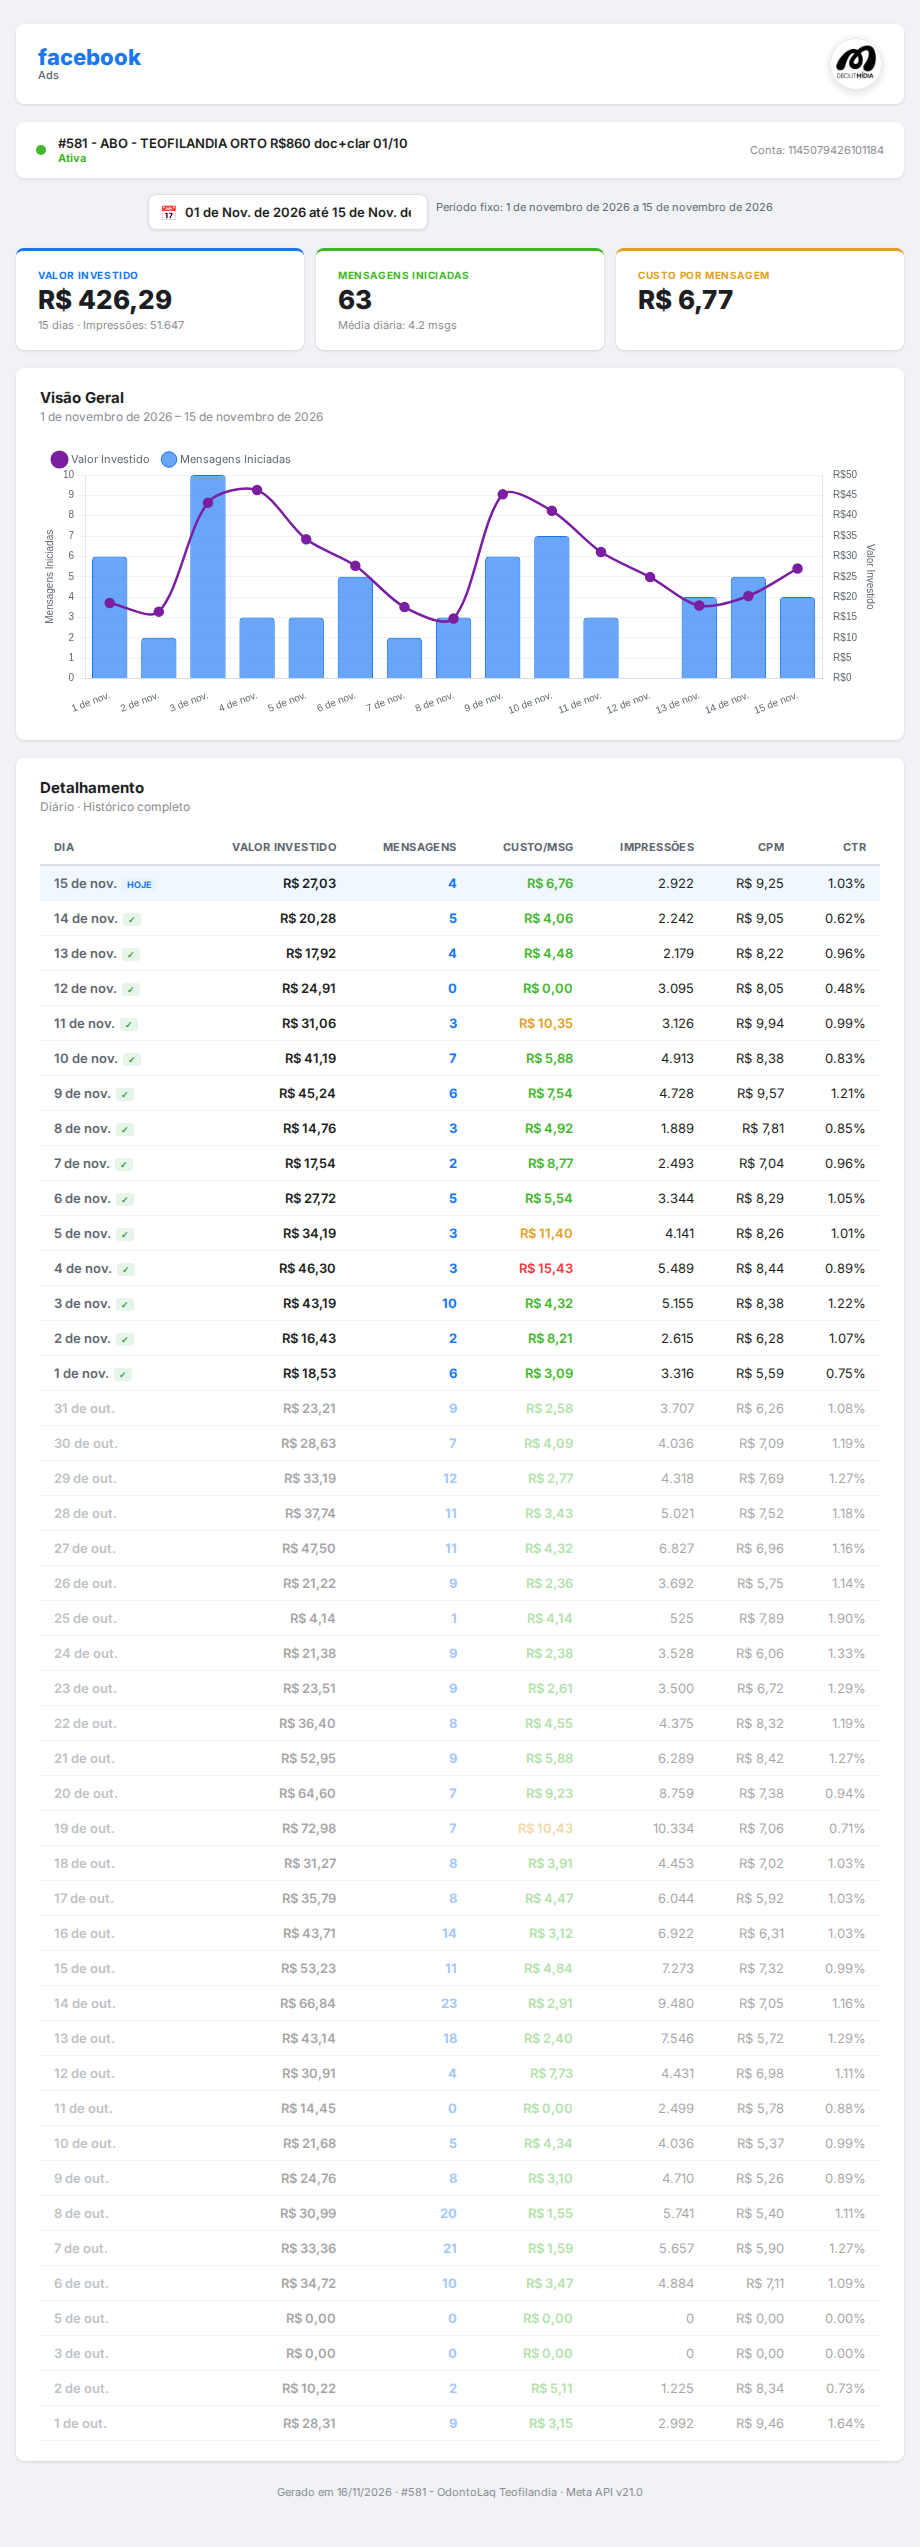 facebook
Ads
DBOUTMÍDIA
#581 - ABO - TEOFILANDIA ORTO R$860 doc+clar 01/10
Ativa
Conta: 1145079426101184
📅 01 de Nov. de 2026 até 15 de Nov. de
Período fixo: 1 de novembro de 2026 a 15 de novembro de 2026
VALOR INVESTIDO
R$ 426,29
15 dias · Impressões: 51.647
MENSAGENS INICIADAS
63
Média diária: 4.2 msgs
CUSTO POR MENSAGEM
R$ 6,77
Visão Geral
1 de novembro de 2026 – 15 de novembro de 2026
Valor Investido Mensagens Iniciadas
10 R$50
9 R$45
8 R$40
7 R$35
6 R$30
5 R$25
4 R$20
3 R$15
2 R$10
1 R$5
0 R$0
Mensagens Iniciadas
Valor Investido
1 de nov. 2 de nov. 3 de nov. 4 de nov. 5 de nov. 6 de nov. 7 de nov. 8 de nov. 9 de nov. 10 de nov. 11 de nov. 12 de nov. 13 de nov. 14 de nov. 15 de nov.
Detalhamento
Diário · Histórico completo
DIA VALOR INVESTIDO MENSAGENS CUSTO/MSG IMPRESSÕES CPM CTR
15 de nov. HOJE R$ 27,03 4 R$ 6,76 2.922 R$ 9,25 1.03%
14 de nov. ✓ R$ 20,28 5 R$ 4,06 2.242 R$ 9,05 0.62%
13 de nov. ✓ R$ 17,92 4 R$ 4,48 2.179 R$ 8,22 0.96%
12 de nov. ✓ R$ 24,91 0 R$ 0,00 3.095 R$ 8,05 0.48%
11 de nov. ✓ R$ 31,06 3 R$ 10,35 3.126 R$ 9,94 0.99%
10 de nov. ✓ R$ 41,19 7 R$ 5,88 4.913 R$ 8,38 0.83%
9 de nov. ✓ R$ 45,24 6 R$ 7,54 4.728 R$ 9,57 1.21%
8 de nov. ✓ R$ 14,76 3 R$ 4,92 1.889 R$ 7,81 0.85%
7 de nov. ✓ R$ 17,54 2 R$ 8,77 2.493 R$ 7,04 0.96%
6 de nov. ✓ R$ 27,72 5 R$ 5,54 3.344 R$ 8,29 1.05%
5 de nov. ✓ R$ 34,19 3 R$ 11,40 4.141 R$ 8,26 1.01%
4 de nov. ✓ R$ 46,30 3 R$ 15,43 5.489 R$ 8,44 0.89%
3 de nov. ✓ R$ 43,19 10 R$ 4,32 5.155 R$ 8,38 1.22%
2 de nov. ✓ R$ 16,43 2 R$ 8,21 2.615 R$ 6,28 1.07%
1 de nov. ✓ R$ 18,53 6 R$ 3,09 3.316 R$ 5,59 0.75%
31 de out. R$ 23,21 9 R$ 2,58 3.707 R$ 6,26 1.08%
30 de out. R$ 28,63 7 R$ 4,09 4.036 R$ 7,09 1.19%
29 de out. R$ 33,19 12 R$ 2,77 4.318 R$ 7,69 1.27%
28 de out. R$ 37,74 11 R$ 3,43 5.021 R$ 7,52 1.18%
27 de out. R$ 47,50 11 R$ 4,32 6.827 R$ 6,96 1.16%
26 de out. R$ 21,22 9 R$ 2,36 3.692 R$ 5,75 1.14%
25 de out. R$ 4,14 1 R$ 4,14 525 R$ 7,89 1.90%
24 de out. R$ 21,38 9 R$ 2,38 3.528 R$ 6,06 1.33%
23 de out. R$ 23,51 9 R$ 2,61 3.500 R$ 6,72 1.29%
22 de out. R$ 36,40 8 R$ 4,55 4.375 R$ 8,32 1.19%
21 de out. R$ 52,95 9 R$ 5,88 6.289 R$ 8,42 1.27%
20 de out. R$ 64,60 7 R$ 9,23 8.759 R$ 7,38 0.94%
19 de out. R$ 72,98 7 R$ 10,43 10.334 R$ 7,06 0.71%
18 de out. R$ 31,27 8 R$ 3,91 4.453 R$ 7,02 1.03%
17 de out. R$ 35,79 8 R$ 4,47 6.044 R$ 5,92 1.03%
16 de out. R$ 43,71 14 R$ 3,12 6.922 R$ 6,31 1.03%
15 de out. R$ 53,23 11 R$ 4,84 7.273 R$ 7,32 0.99%
14 de out. R$ 66,84 23 R$ 2,91 9.480 R$ 7,05 1.16%
13 de out. R$ 43,14 18 R$ 2,40 7.546 R$ 5,72 1.29%
12 de out. R$ 30,91 4 R$ 7,73 4.431 R$ 6,98 1.11%
11 de out. R$ 14,45 0 R$ 0,00 2.499 R$ 5,78 0.88%
10 de out. R$ 21,68 5 R$ 4,34 4.036 R$ 5,37 0.99%
9 de out. R$ 24,76 8 R$ 3,10 4.710 R$ 5,26 0.89%
8 de out. R$ 30,99 20 R$ 1,55 5.741 R$ 5,40 1.11%
7 de out. R$ 33,36 21 R$ 1,59 5.657 R$ 5,90 1.27%
6 de out. R$ 34,72 10 R$ 3,47 4.884 R$ 7,11 1.09%
5 de out. R$ 0,00 0 R$ 0,00 0 R$ 0,00 0.00%
3 de out. R$ 0,00 0 R$ 0,00 0 R$ 0,00 0.00%
2 de out. R$ 10,22 2 R$ 5,11 1.225 R$ 8,34 0.73%
1 de out. R$ 28,31 9 R$ 3,15 2.992 R$ 9,46 1.64%
Gerado em 16/11/2026 · #581 - OdontoLaq Teofilandia · Meta API v21.0